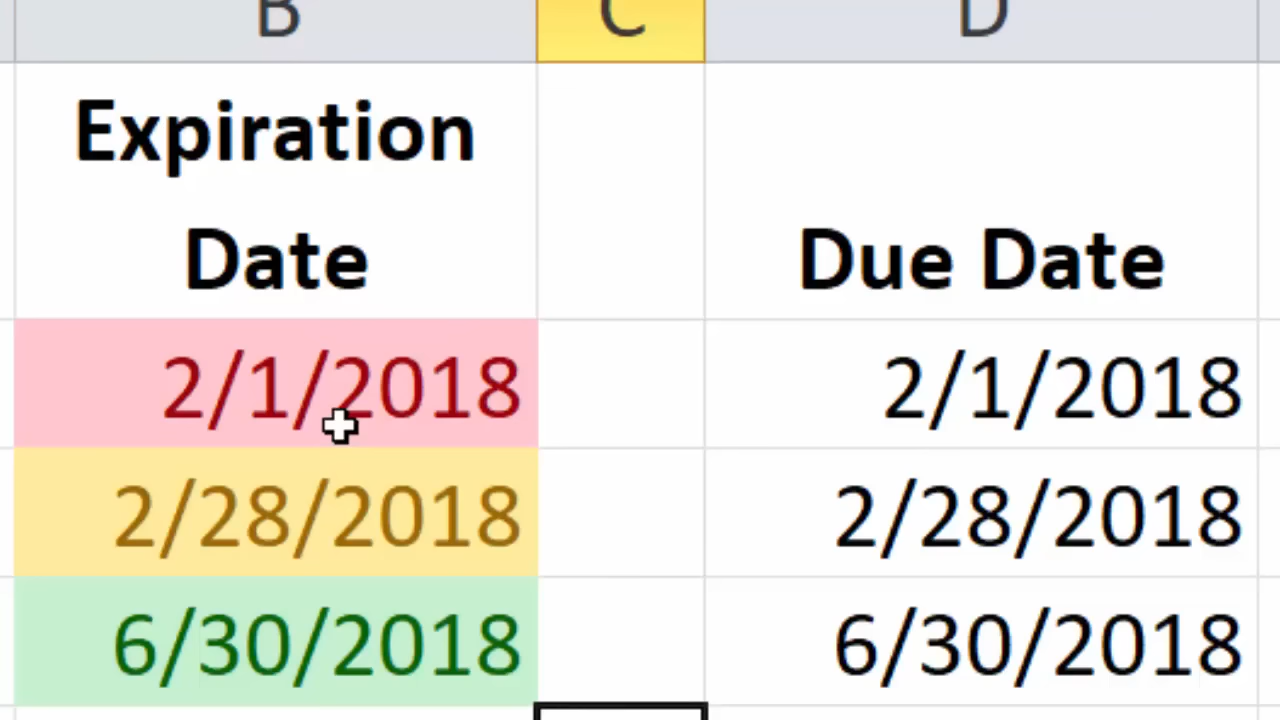 B C D
Expiration
Date Due Date
2/1/2018 2/1/2018
2/28/2018 2/28/2018
6/30/2018 6/30/2018